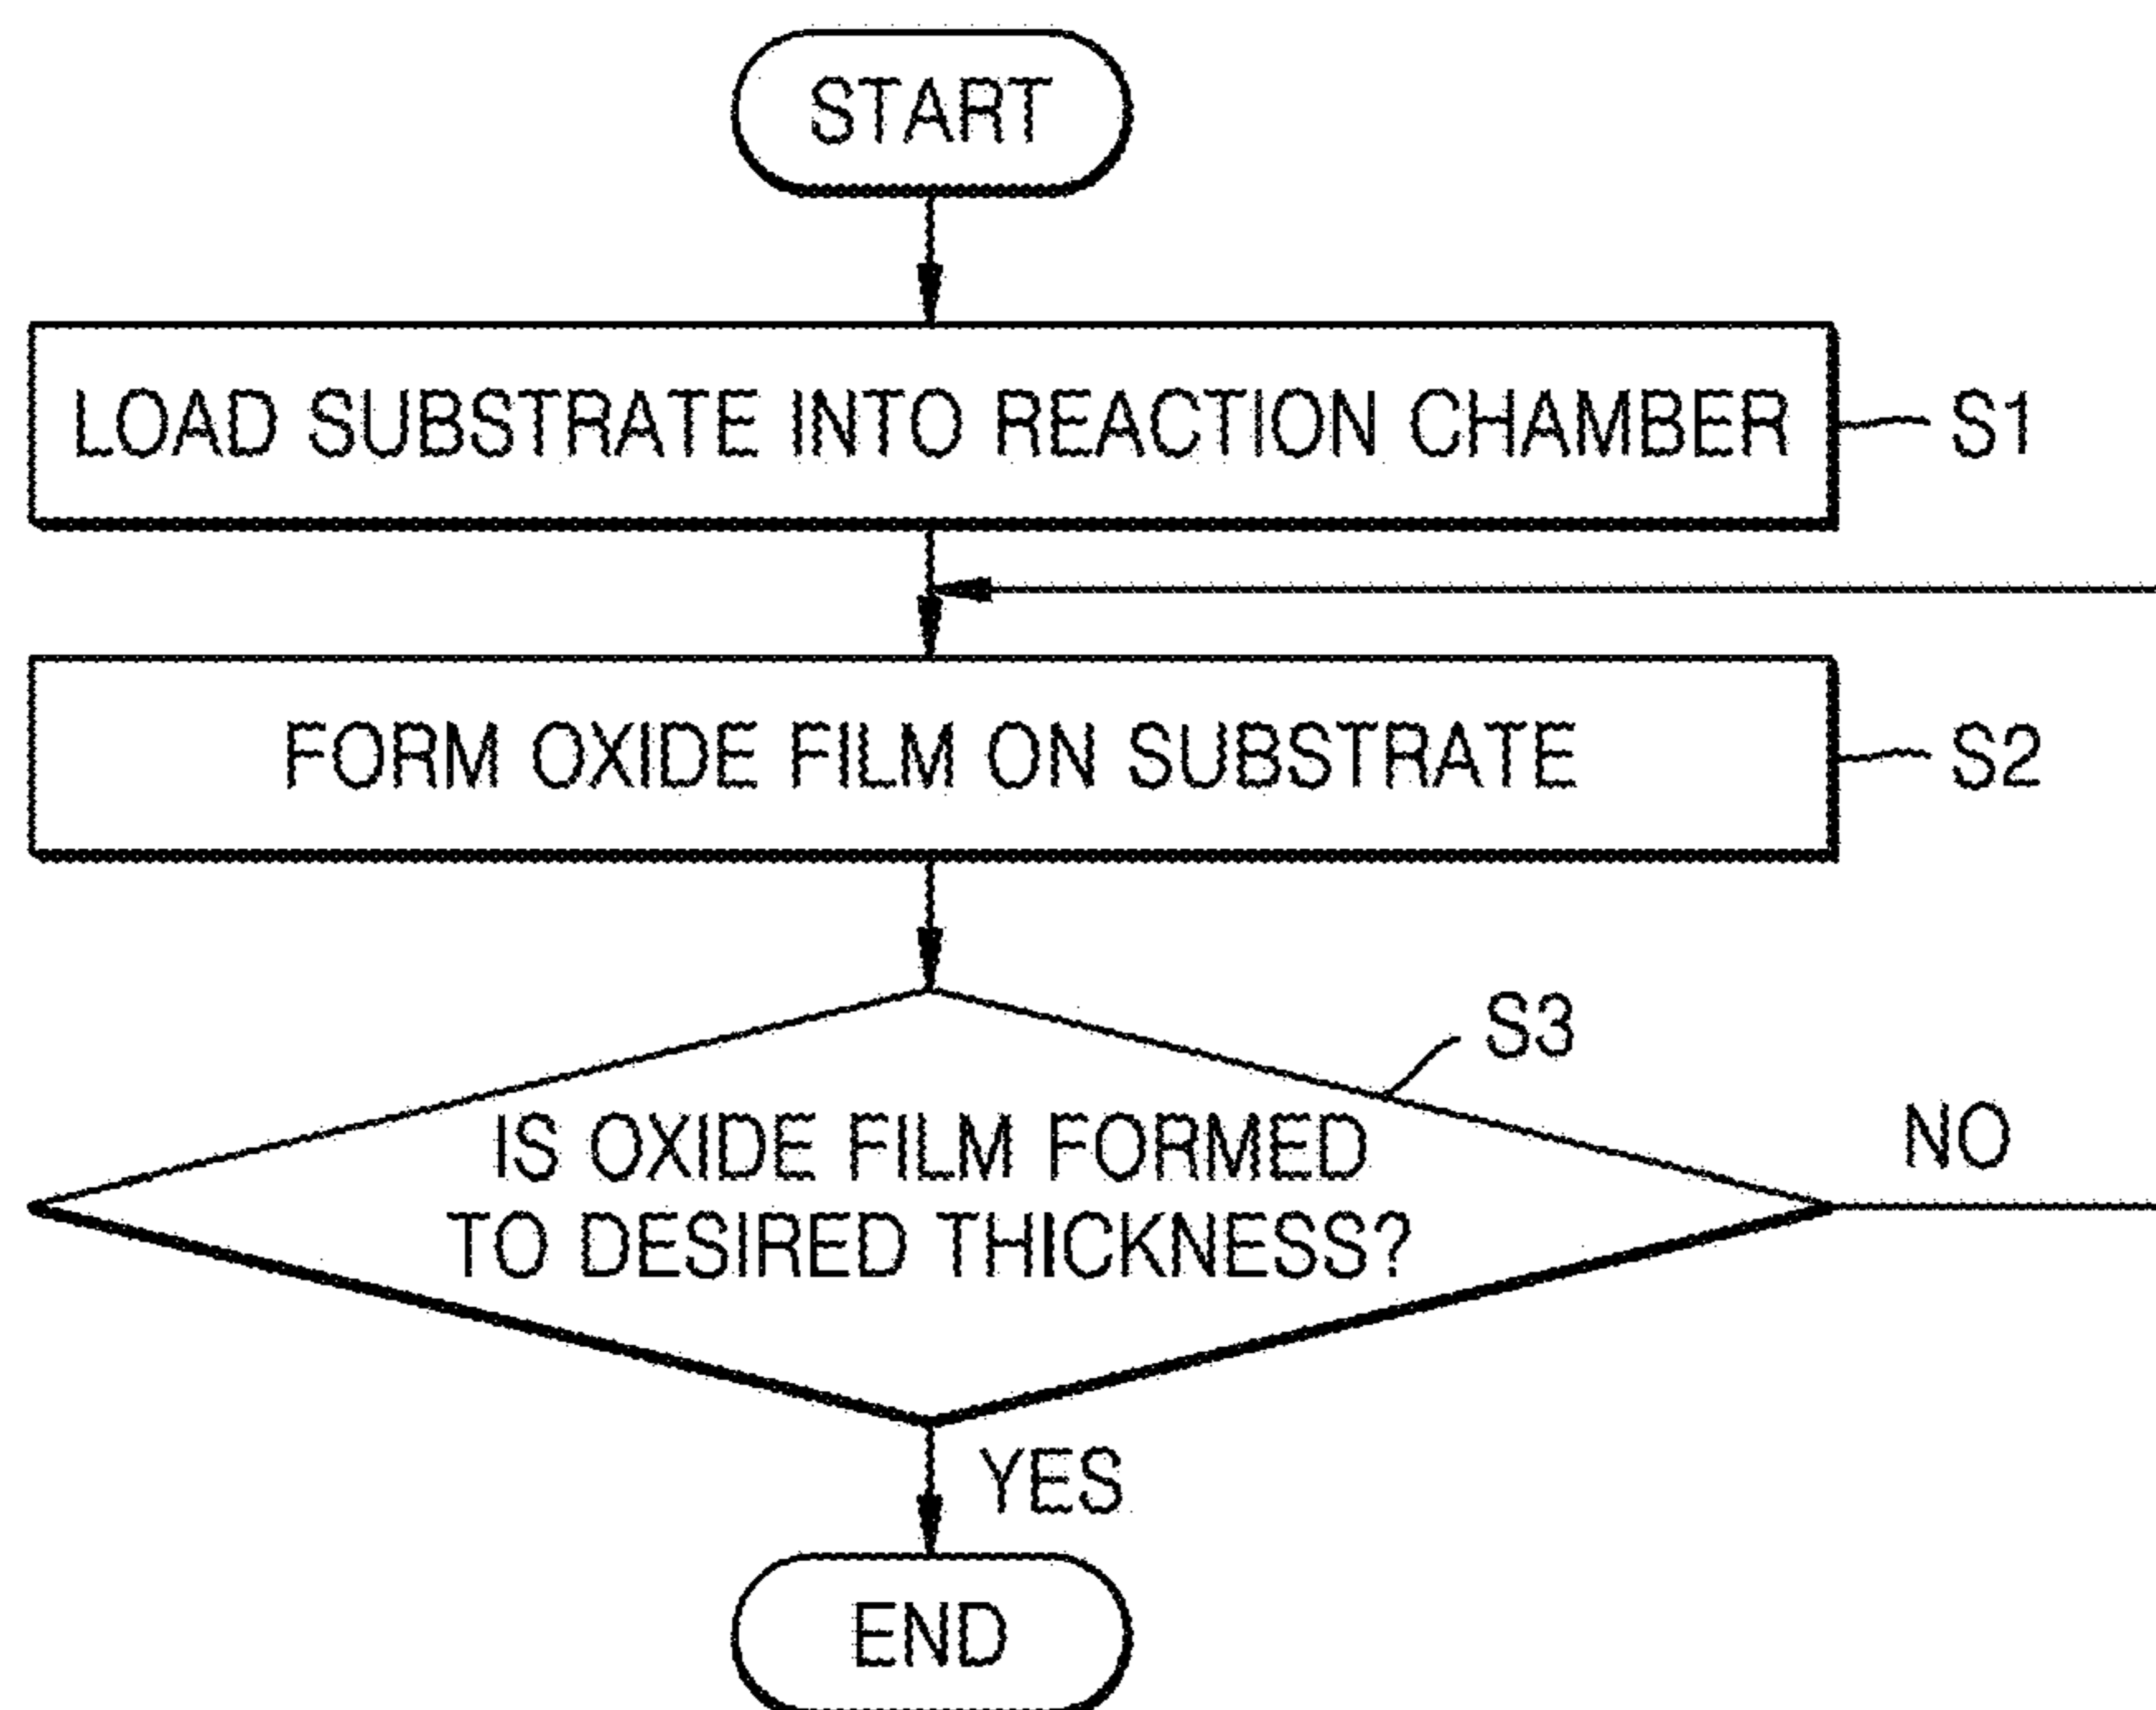 START
LOAD SUBSTRATE INTO REACTION CHAMBER
S1
FORM OXIDE FILM ON SUBSTRATE
S2
S3
IS OXIDE FILM FORMED
TO DESIRED THICKNESS?
NO
YES
END